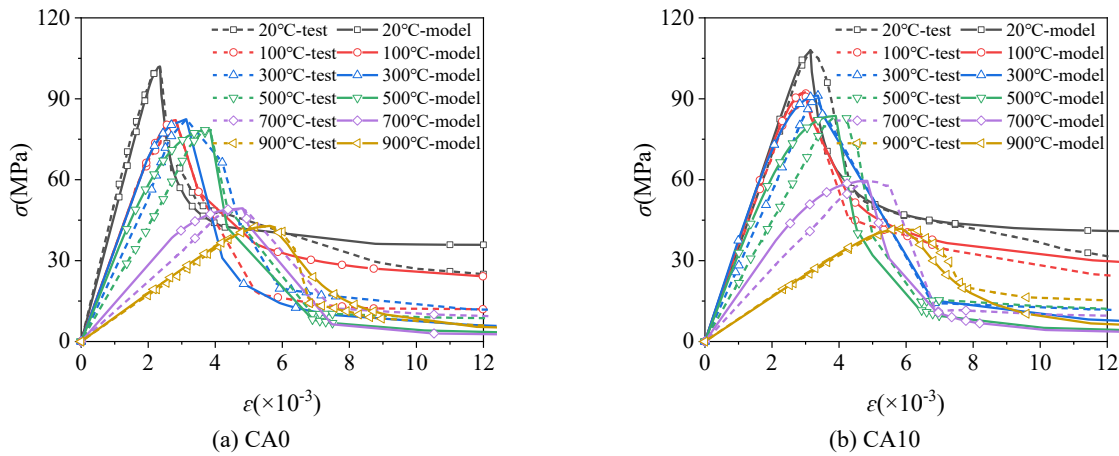 120
90
60
30
0
σ(MPa)
20℃-test 20℃-model
100℃-test 100℃-model
300℃-test 300℃-model
500℃-test 500℃-model
700℃-test 700℃-model
900℃-test 900℃-model
0 2 4 6 8 10 12
ε(×10⁻³)
(a) CA0
120
90
60
30
0
σ(MPa)
20℃-test 20℃-model
100℃-test 100℃-model
300℃-test 300℃-model
500℃-test 500℃-model
700℃-test 700℃-model
900℃-test 900℃-model
0 2 4 6 8 10 12
ε(×10⁻³)
(b) CA10